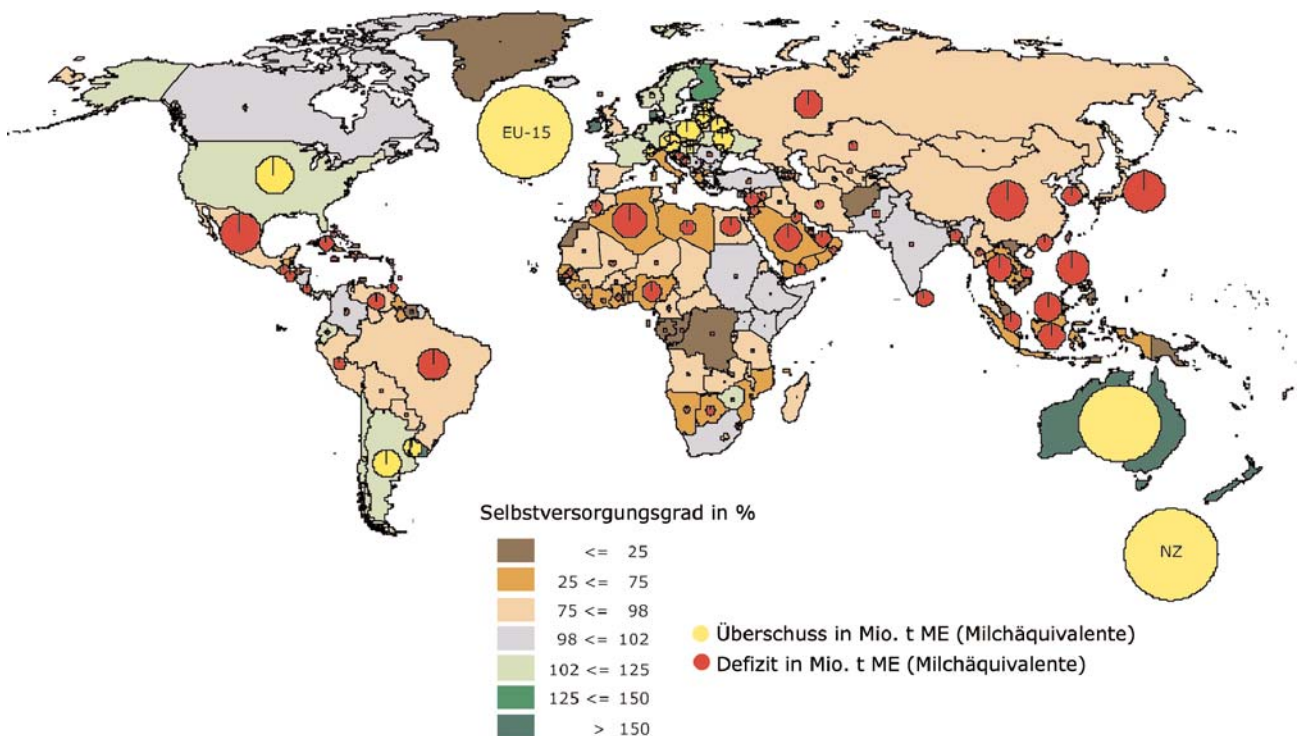 EU-15
NZ
Selbstversorgungsgrad in %
<= 25
25 <= 75
75 <= 98
98 <= 102
102 <= 125
125 <= 150
> 150
Überschuss in Mio. t ME (Milchäquivalente)
Defizit in Mio. t ME (Milchäquivalente)